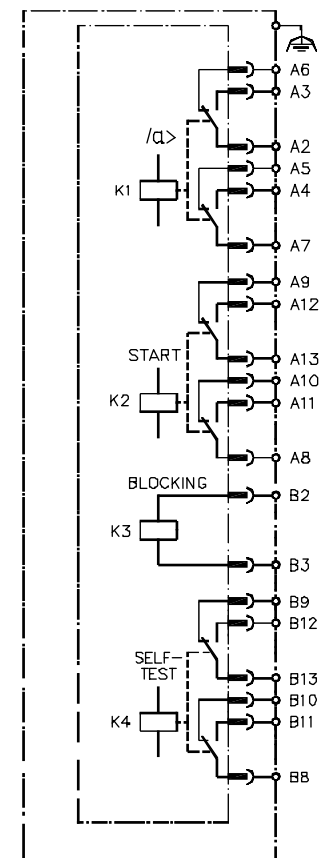 A6
A3
/a>
A2
A5
K1
A4
A7
A9
A12
START
A13
A10
K2
A11
A8
BLOCKING
B2
K3
B3
B9
B12
SELF-
TEST
B13
B10
K4
B11
B8